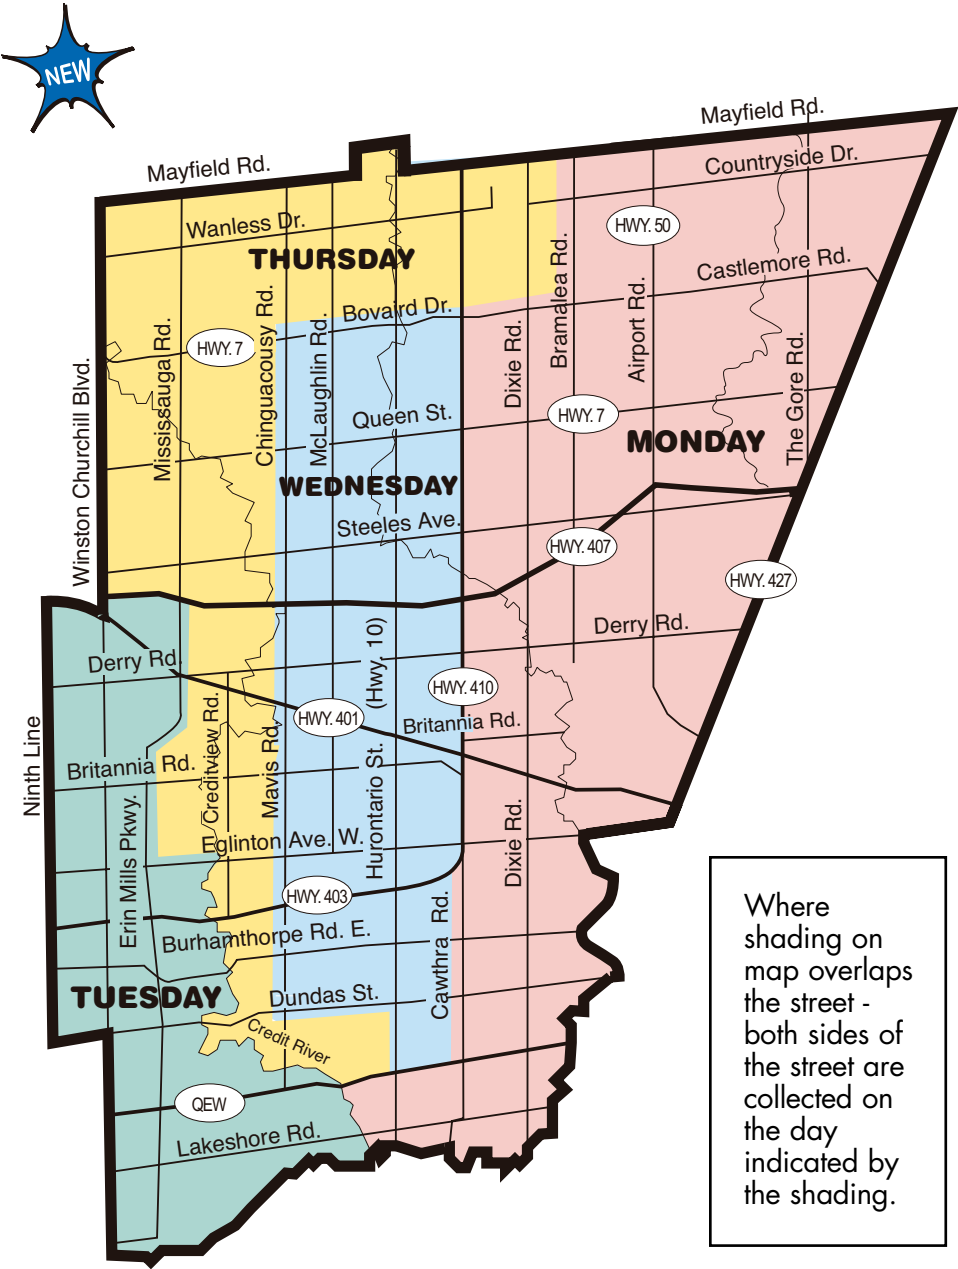 NEW
Mayfield Rd.
Mayfield Rd.
Countryside Dr.
Wanless Dr.
HWY. 50
THURSDAY
Castlemore Rd.
Bovaird Dr.
HWY. 7
Mississauga Rd.
Chinguacousy Rd.
McLaughlin Rd.
Dixie Rd.
Bramalea Rd.
Airport Rd.
The Gore Rd.
Winston Churchill Blvd.
Queen St.
HWY. 7
MONDAY
WEDNESDAY
Steeles Ave.
HWY. 407
HWY. 427
Derry Rd.
Derry Rd.
(Hwy. 10)
HWY. 410
HWY. 401
Britannia Rd.
Ninth Line
Britannia Rd.
Creditview Rd.
Mavis Rd.
Hurontario St.
Erin Mills Pkwy.
Dixie Rd.
Eglinton Ave. W.
HWY. 403
Cawthra Rd.
Burhamthorpe Rd. E.
TUESDAY
Dundas St.
Credit River
QEW
Lakeshore Rd.
Where
shading on
map overlaps
the street -
both sides of
the street are
collected on
the day
indicated by
the shading.